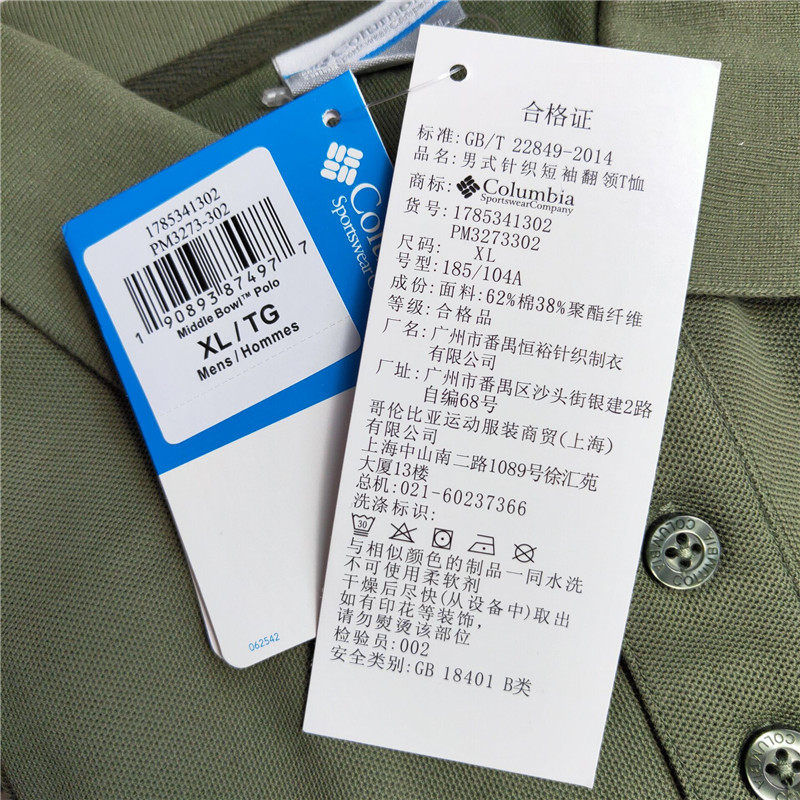 Columbia
1785341302
PM3273-302
1 90893 87497 7
Middle Bowl™ Polo
XL/TG
Mens/Hommes
Columbia
Sportswear Company
062542
合格证
标准:GB/T 22849-2014
品名:男式针织短袖翻领T恤
商标: Columbia
SportswearCompany
货号:1785341302
PM3273302
尺码: XL
号型:185/104A
成份:面料:62%棉38%聚酯纤维
等级:合格品
厂名:广州市番禺恒裕针织制衣
有限公司
厂址:广州市番禺区沙头街银建2路
自编68号
哥伦比亚运动服装商贸(上海)
有限公司
上海中山南二路1089号徐汇苑
大厦13楼
总机:021-60237366
洗涤标识:
30
与相似颜色的制品一同水洗
不可使用柔软剂
干燥后尽快(从设备中)取出
如有印花等装饰,
请勿熨烫该部位
检验员:002
安全类别:GB 18401 B类
COLUMBIA
COLUMBIA